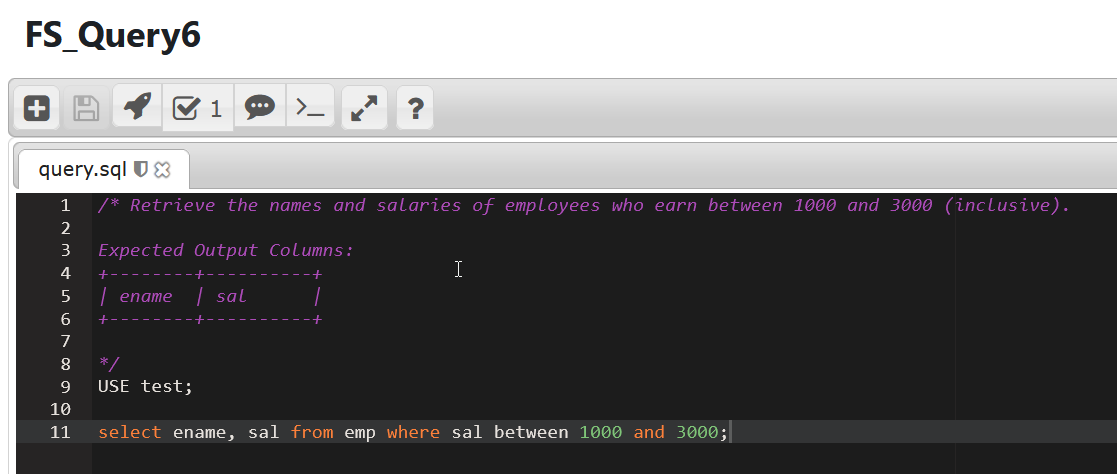 FS_Query6
1
>_
?
query.sql
1 /* Retrieve the names and salaries of employees who earn between 1000 and 3000 (inclusive).
2
3 Expected Output Columns:
4 +--------+----------+
5 | ename  | sal      |
6 +--------+----------+
7
8 */
9 USE test;
10
11 select ename, sal from emp where sal between 1000 and 3000;